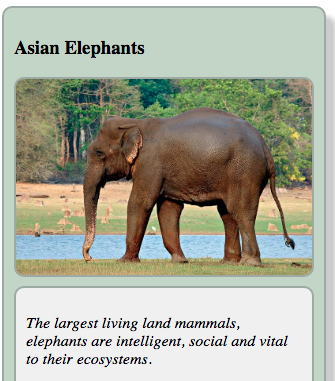 Asian Elephants
The largest living land mammals,
elephants are intelligent, social and vital
to their ecosystems.